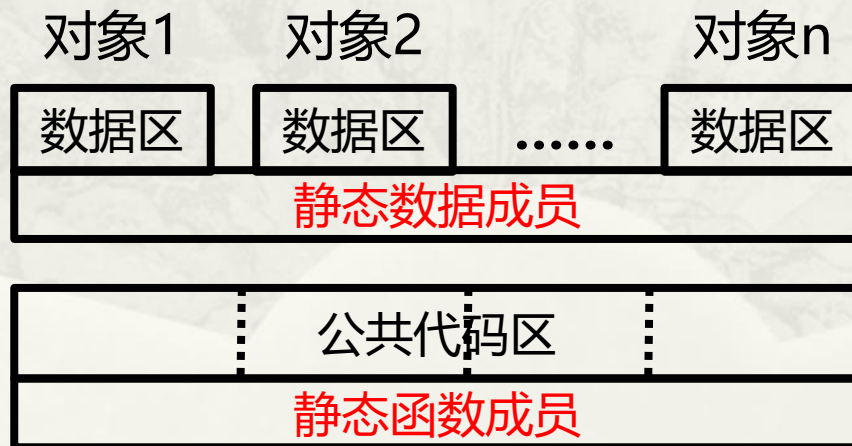 对象1 对象2 对象n
数据区 数据区 …… 数据区
静态数据成员
公共代码区
静态函数成员